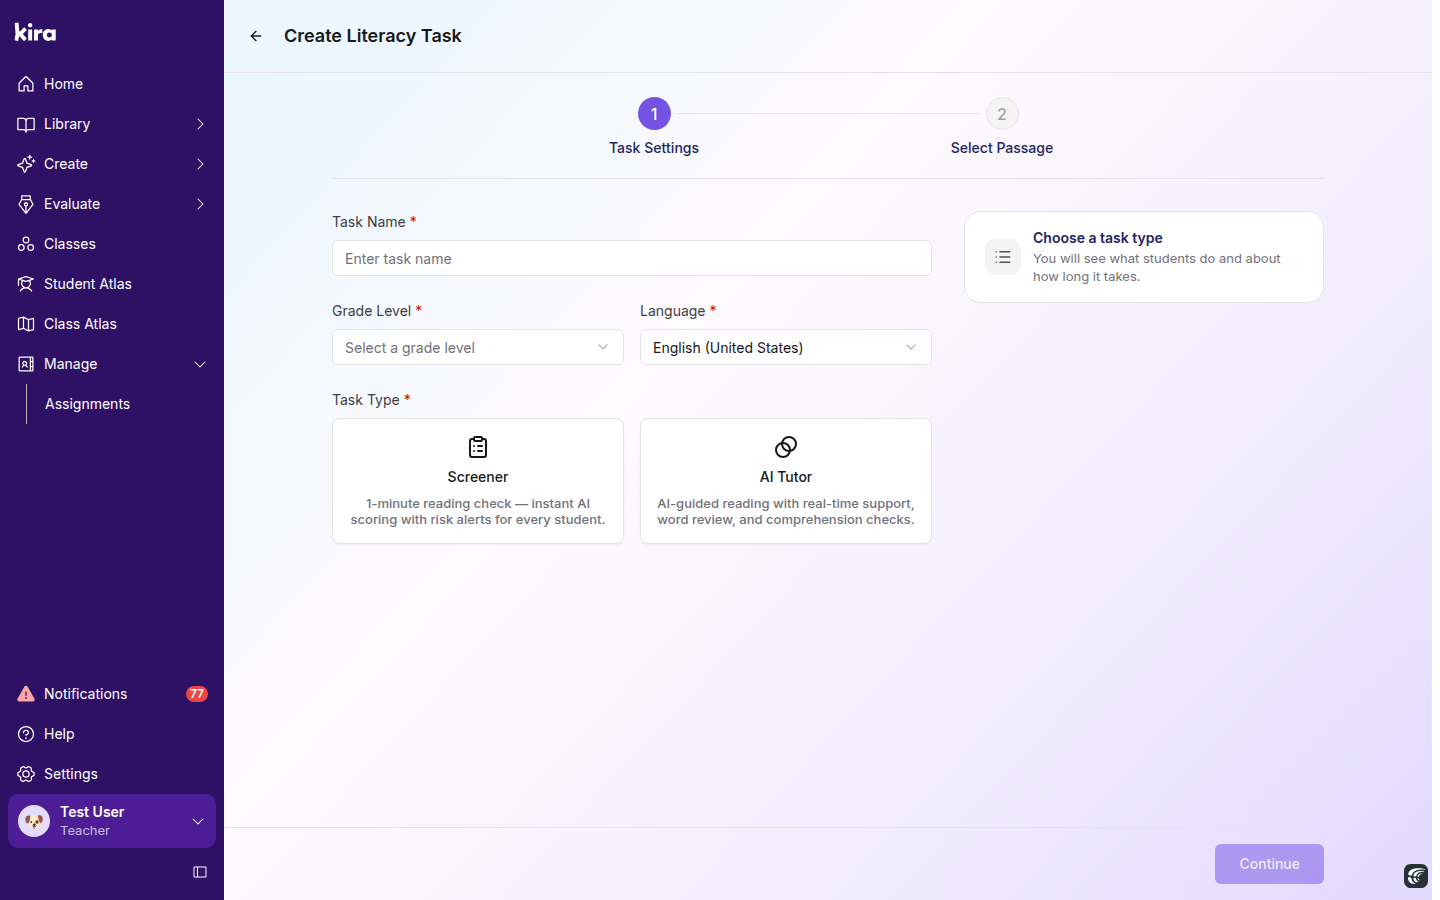 kira
Home
Library
Create
Evaluate
Classes
Student Atlas
Class Atlas
Manage
Assignments
Notifications
77
Help
Settings
Test User
Teacher
Create Literacy Task
1
Task Settings
2
Select Passage
Task Name *
Enter task name
Grade Level *
Select a grade level
Language *
English (United States)
Task Type *
Screener
1-minute reading check — instant AI
scoring with risk alerts for every student.
AI Tutor
AI-guided reading with real-time support,
word review, and comprehension checks.
Choose a task type
You will see what students do and about
how long it takes.
Continue